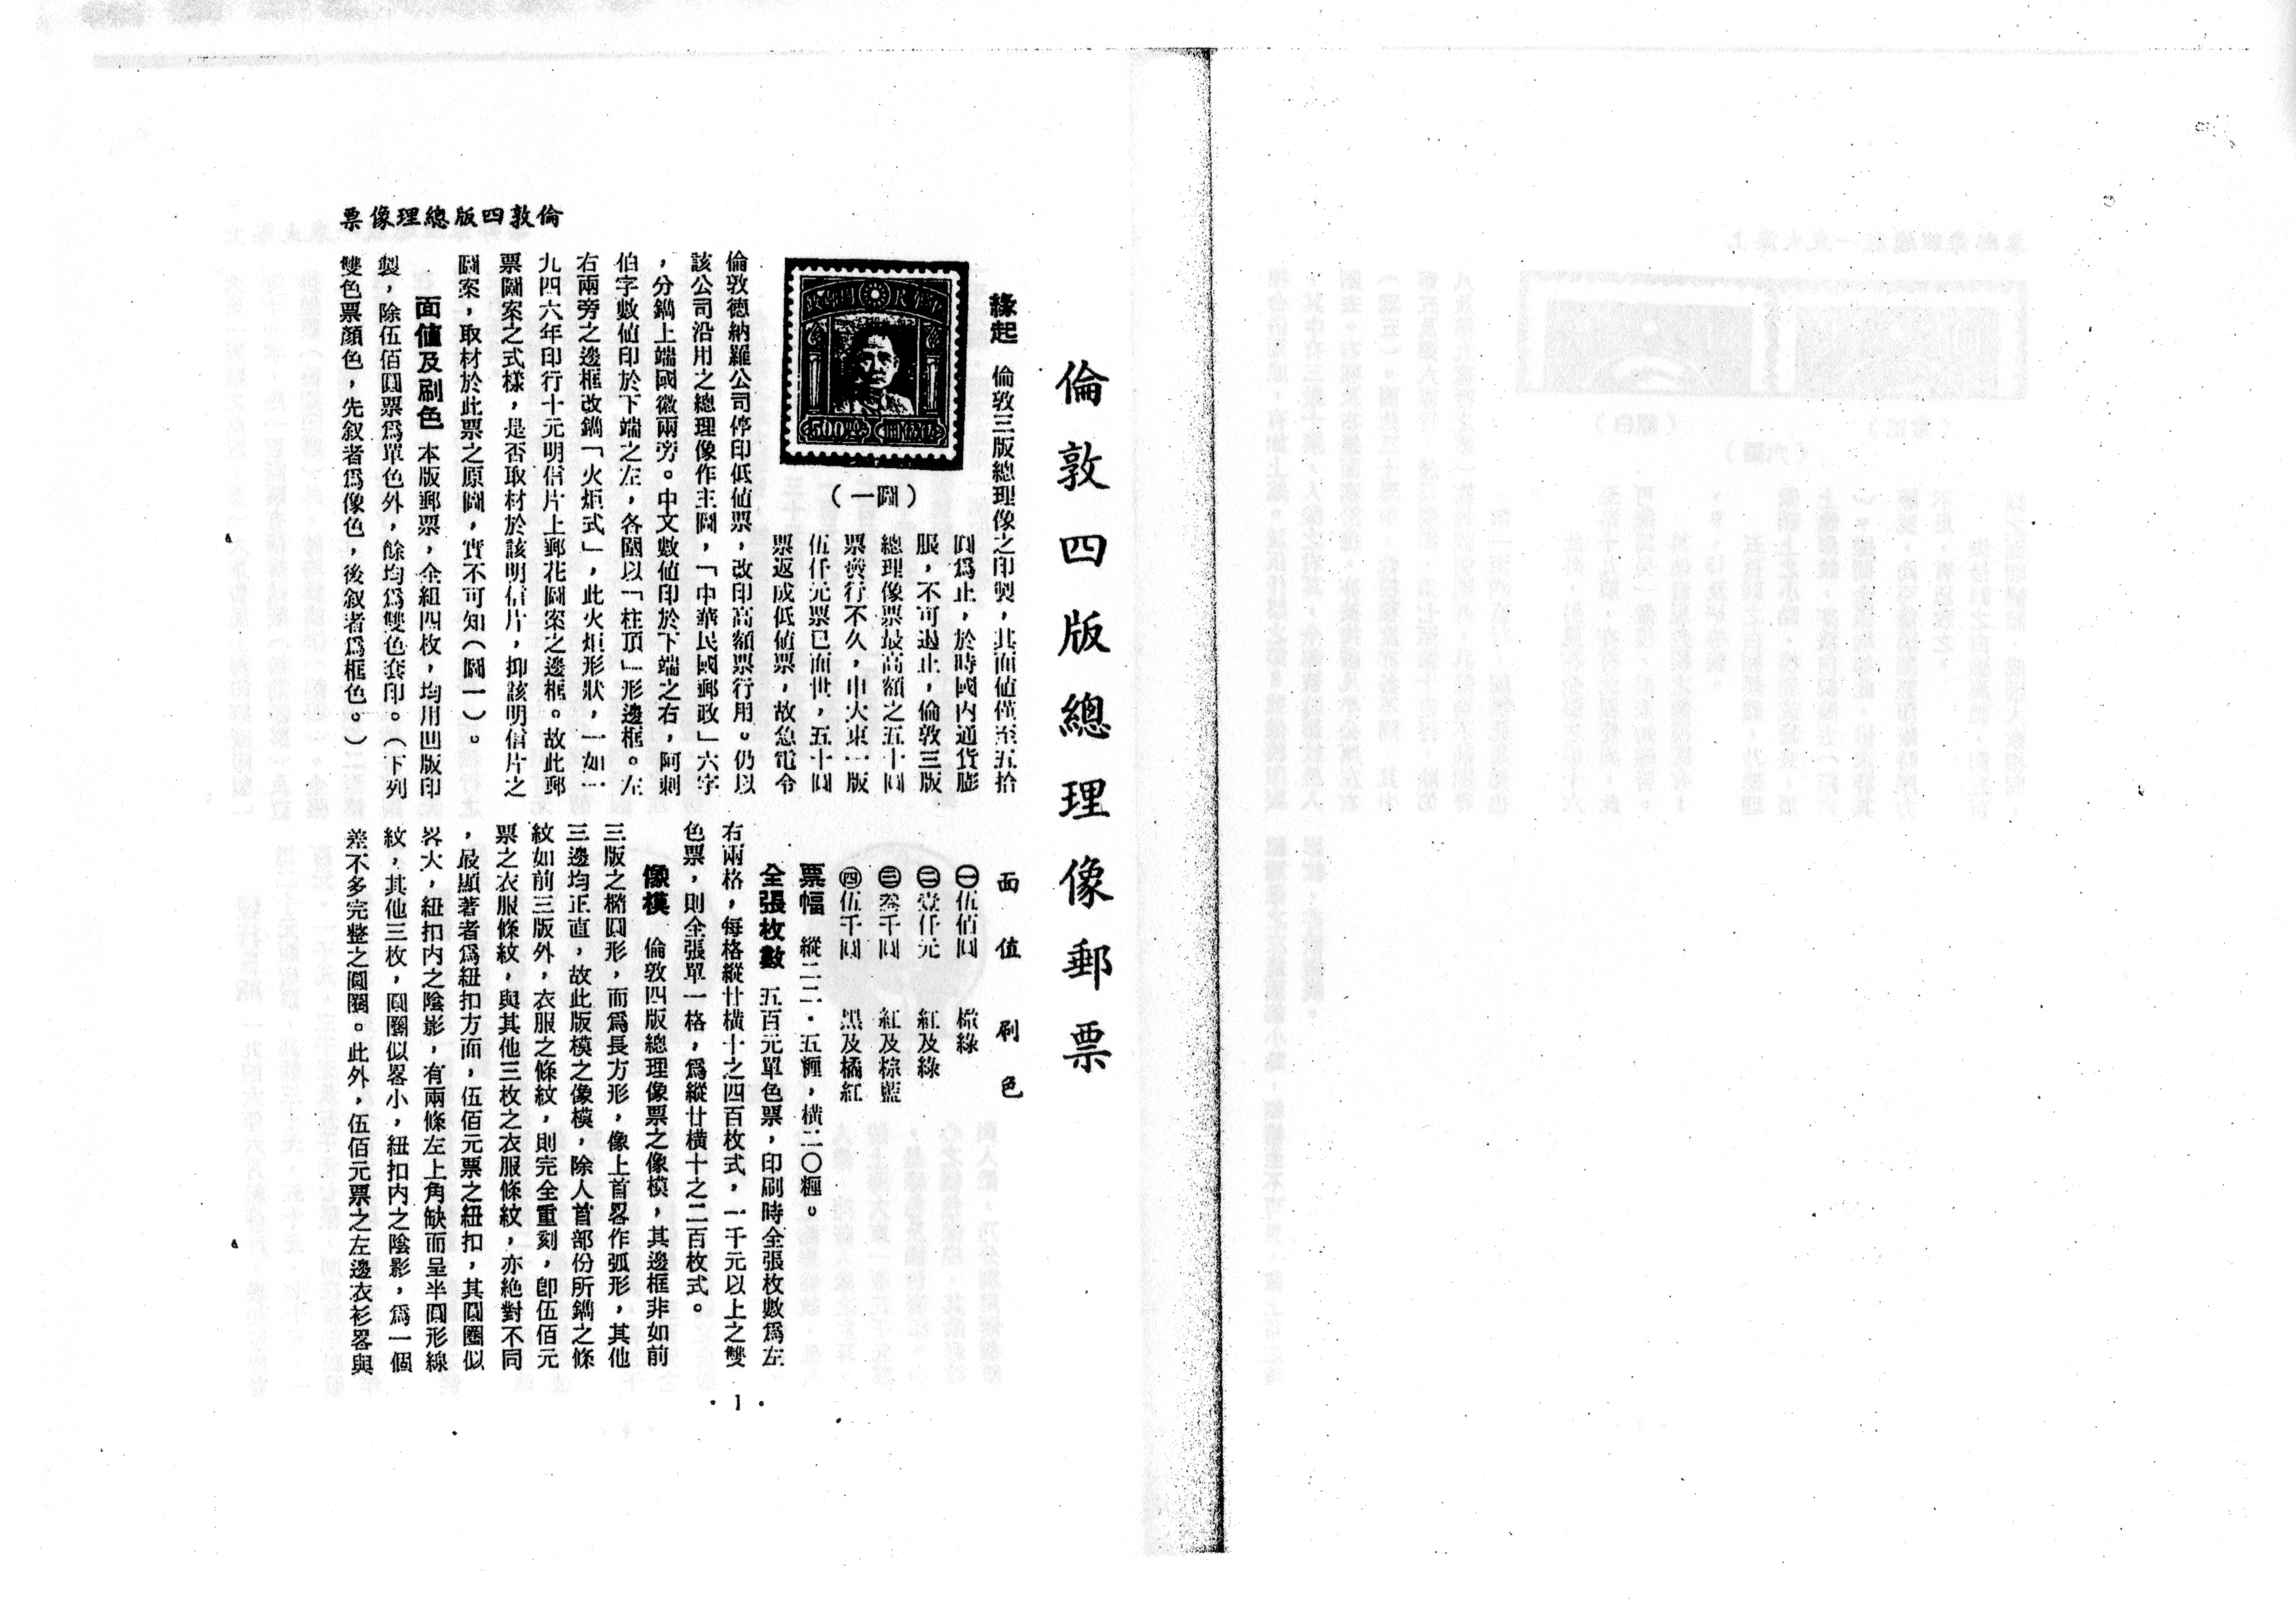 倫敦四版總理像票
倫敦四版總理像郵票
緣起 倫敦三版總理像之印製，其面値僅至五拾
圓爲止，於時國內通貨膨
服，不可遏止，倫敦三版
總理像票最高額之五十圓
票發行不久，中大東一版
伍仟元票已面世，五十圓
票返成低値票，故急電令
倫敦德納羅公司停印低値票，改印高額票行用。仍以
該公司沿用之總理像作主圖，「中華民國郵政」六字
，分鐫上端國徽兩旁。中文數値印於下端之右，阿剌
伯字數値印於下端之左，各圍以「柱頂」形邊框。左
右兩旁之邊框改鐫「火炬式」，此火炬形狀，一如一
九四六年印行十元明信片上郵花圖案之邊框。故此郵
票圖案之式樣，是否取材於該明信片，抑該明信片之
圖案，取材於此票之原圖，實不可知（圖一）。
（圖一）
中華民國郵政
500
面値及刷色 本版郵票，全組四枚，均用凹版印
製，除伍佰圓票爲單色外，餘均爲雙色套印。（下列
雙色票顏色，先叙者爲像色，後叙者爲框色。）
面值 刷色
㊀伍佰圓 橄綠
㊁壹仟元 紅及綠
㊂叁千圓 紅及棕藍
㊃伍千圓 黑及橘紅
票幅 縱二二．五糎，橫二〇糎。
全張枚數 五百元單色票，印刷時全張枚數爲左
右兩格，每格縱廿橫十之四百枚式，一千元以上之雙
色票，則全張單一格，爲縱廿橫十之二百枚式。
像模 倫敦四版總理像票之像模，其邊框非如前
三版之橢圓形，而爲長方形，像上首畧作弧形，其他
三邊均正直，故此版模之像模，除人首部份所鐫之條
紋如前三版外，衣服之條紋，則完全重刻，卽伍佰元
票之衣服條紋，與其他三枚之衣服條紋，亦絶對不同
，最顯著者爲紐扣方面，伍佰元票之紐扣，其圓圈似
畧大，紐扣內之陰影，有兩條左上角缺而呈半圓形線
紋，其他三枚，圓圈似畧小，紐扣內之陰影，爲一個
差不多完整之圓圈。此外，伍佰元票之左邊衣衫畧與
· 1 ·